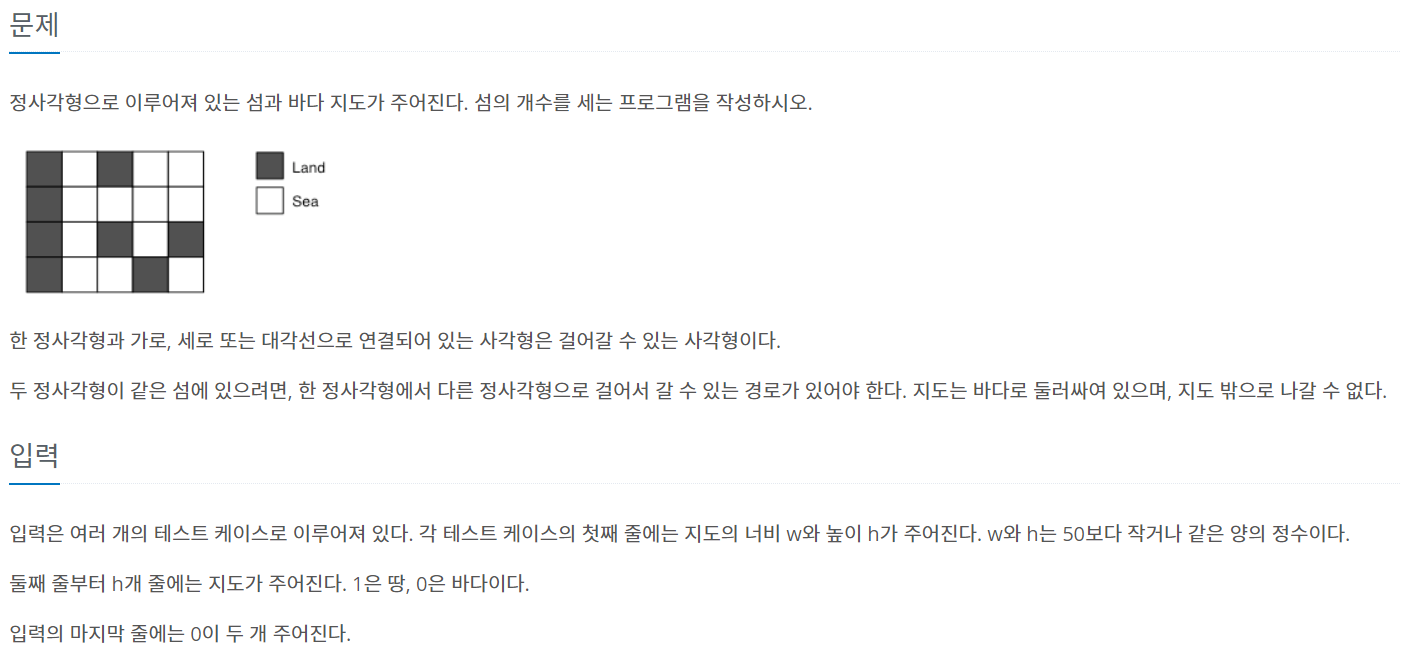 문제
정사각형으로 이루어져 있는 섬과 바다 지도가 주어진다. 섬의 개수를 세는 프로그램을 작성하시오.
Land
Sea
한 정사각형과 가로, 세로 또는 대각선으로 연결되어 있는 사각형은 걸어갈 수 있는 사각형이다.
두 정사각형이 같은 섬에 있으려면, 한 정사각형에서 다른 정사각형으로 걸어서 갈 수 있는 경로가 있어야 한다. 지도는 바다로 둘러싸여 있으며, 지도 밖으로 나갈 수 없다.
입력
입력은 여러 개의 테스트 케이스로 이루어져 있다. 각 테스트 케이스의 첫째 줄에는 지도의 너비 w와 높이 h가 주어진다. w와 h는 50보다 작거나 같은 양의 정수이다.
둘째 줄부터 h개 줄에는 지도가 주어진다. 1은 땅, 0은 바다이다.
입력의 마지막 줄에는 0이 두 개 주어진다.